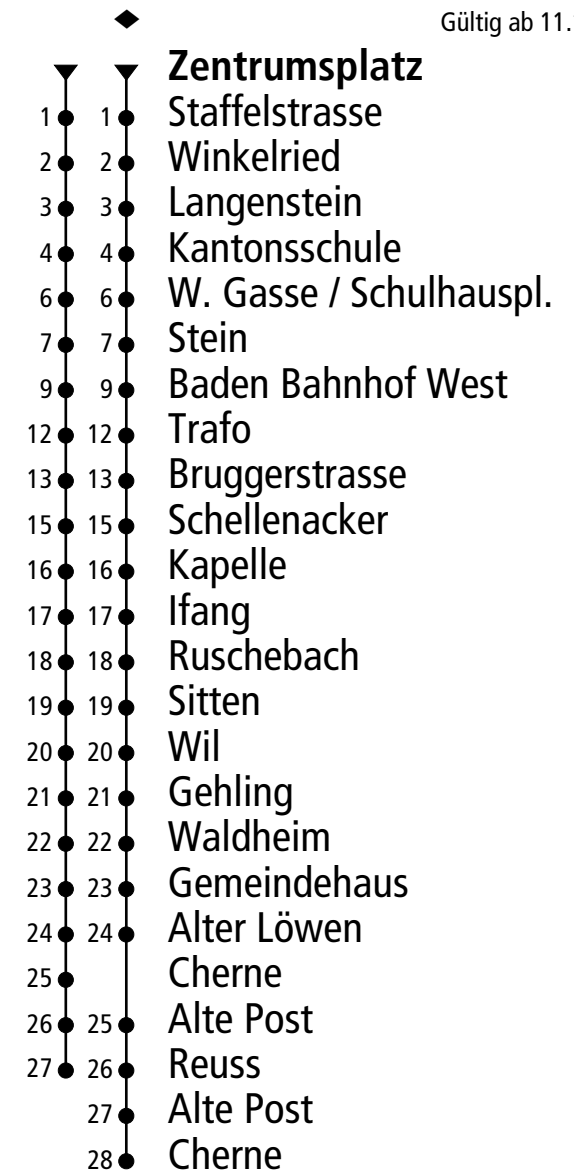 Gültig ab 11.
Zentrumsplatz
1 1 Staffelstrasse
2 2 Winkelried
3 3 Langenstein
4 4 Kantonsschule
6 6 W. Gasse / Schulhauspl.
7 7 Stein
9 9 Baden Bahnhof West
12 12 Trafo
13 13 Bruggerstrasse
15 15 Schellenacker
16 16 Kapelle
17 17 Ifang
18 18 Ruschebach
19 19 Sitten
20 20 Wil
21 21 Gehling
22 22 Waldheim
23 23 Gemeindehaus
24 24 Alter Löwen
25 Cherne
26 25 Alte Post
27 26 Reuss
27 Alte Post
28 Cherne